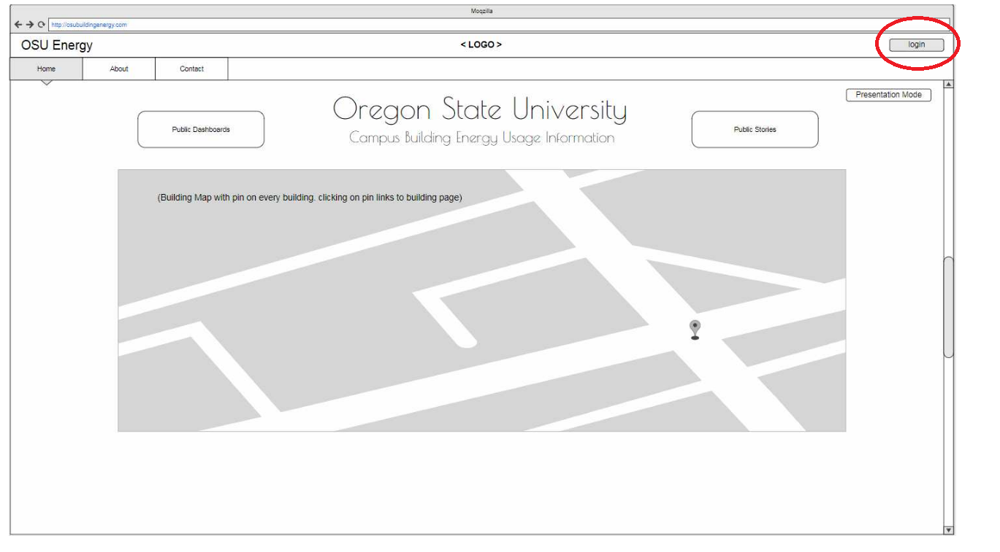 Moqzilla
http://osubuildingenergy.com
OSU Energy
< LOGO >
login
Home
About
Contact
Presentation Mode
Oregon State University
Campus Building Energy Usage Information
Public Dashboards
Public Stories
(Building Map with pin on every building. clicking on pin links to building page)